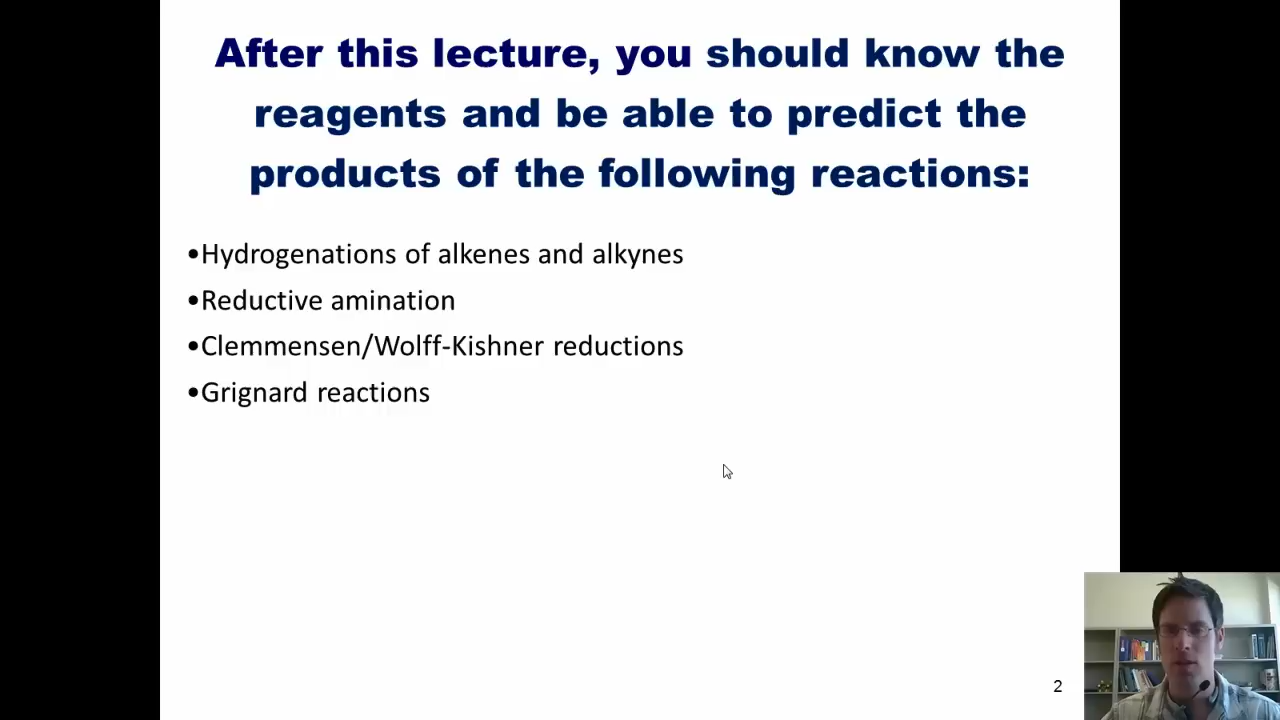 After this lecture, you should know the
reagents and be able to predict the
products of the following reactions:
•Hydrogenations of alkenes and alkynes
•Reductive amination
•Clemmensen/Wolff-Kishner reductions
•Grignard reactions
2